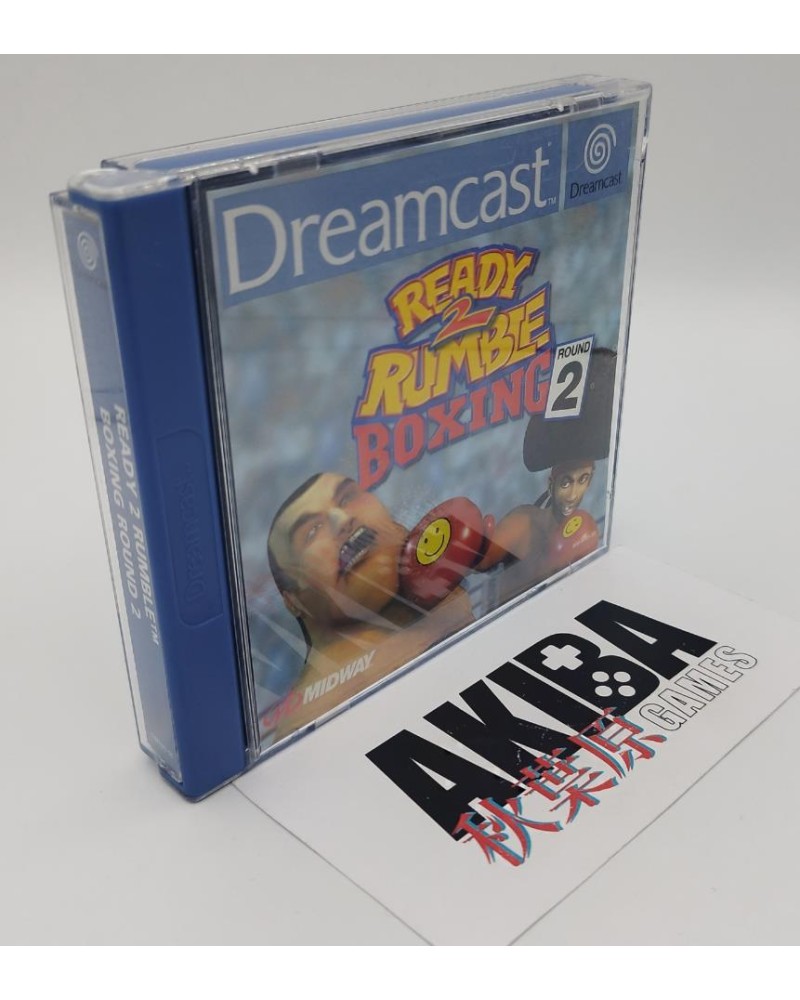 Dreamcast™
Dreamcast
READY
2
RUMBLE
BOXING
ROUND
2
MIDWAY
READY 2 RUMBLE™
BOXING ROUND 2
Dreamcast
AKIBA
秋葉原 GAMES